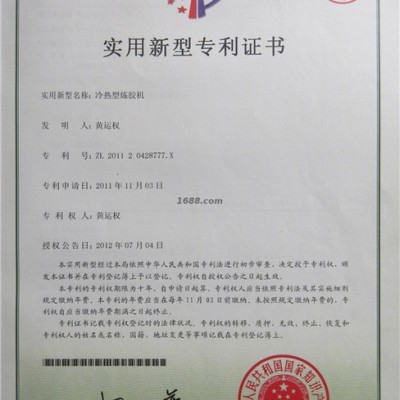 实用新型专利证书
实用新型名称：冷热型炼胶机
发 明 人：黄运权
专 利 号：ZL 2011 2 0428777.X
专利申请日：2011年11月03日
1688.com
专 利 权 人：黄运权
授权公告日：2012年07月04日
本实用新型经过本局依照中华人民共和国专利法进行初步审查，决定授予专利权，颁
发本证书并在专利登记簿上予以登记。专利权自授权公告之日起生效。
本专利的专利权期限为十年，自申请日起算。专利权人应当依照专利法及其实施细则
规定缴纳年费。本专利的年费应当在每年11月03日前缴纳。未按照规定缴纳年费的，专利
权自应当缴纳年费期满之日起终止。
专利证书记载专利权登记时的法律状况。专利权的转移、质押、无效、终止、恢复和
专利权人的姓名或名称、国籍、地址变更等事项记载在专利登记簿上。
人民共和国国家知识产